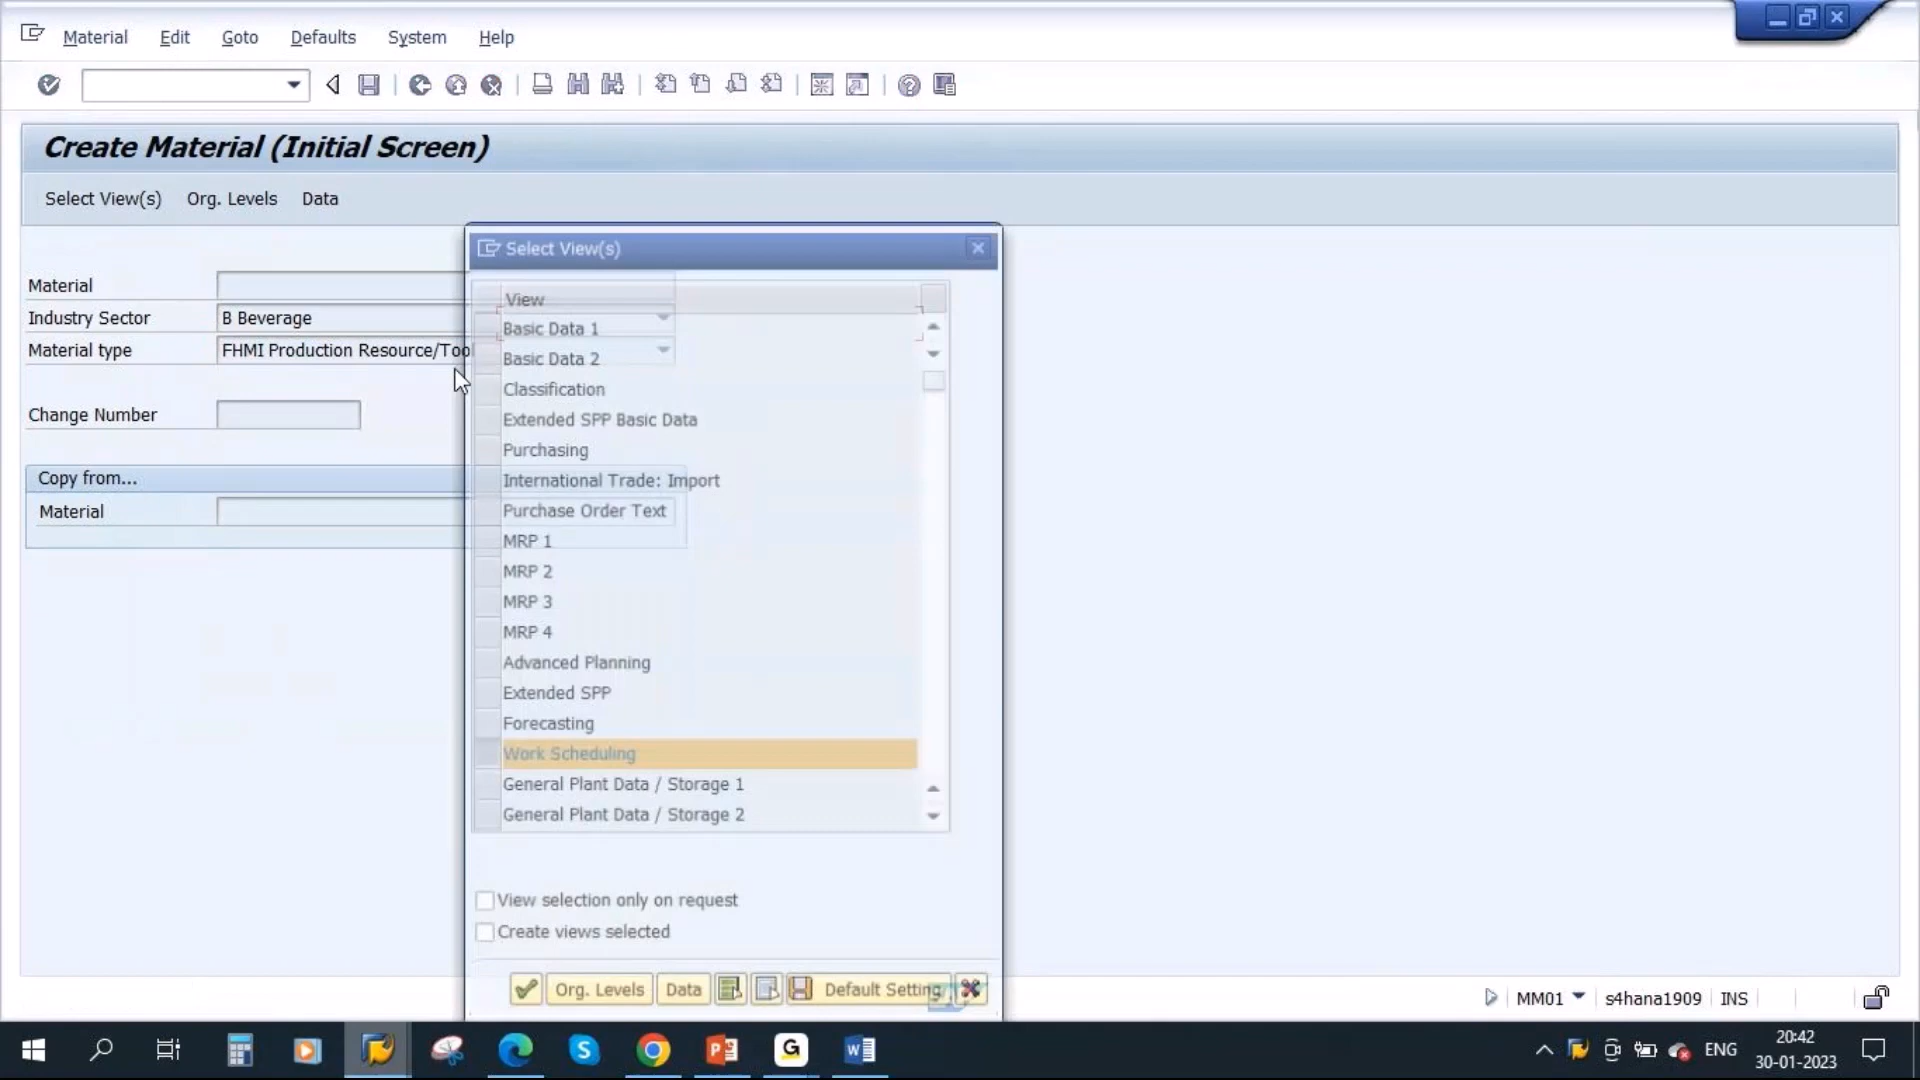 Material Edit Goto Defaults System Help
Create Material (Initial Screen)
Select View(s) Org. Levels Data
Material
Industry Sector B Beverage
Material type FHMI Production Resource/Too
Change Number
Copy from...
Material
Select View(s)
View
Basic Data 1
Basic Data 2
Classification
Extended SPP Basic Data
Purchasing
International Trade: Import
Purchase Order Text
MRP 1
MRP 2
MRP 3
MRP 4
Advanced Planning
Extended SPP
Forecasting
Work Scheduling
General Plant Data / Storage 1
General Plant Data / Storage 2
View selection only on request
Create views selected
Org. Levels Data Default Setting
MM01 s4hana1909 INS
ENG
20:42
30-01-2023